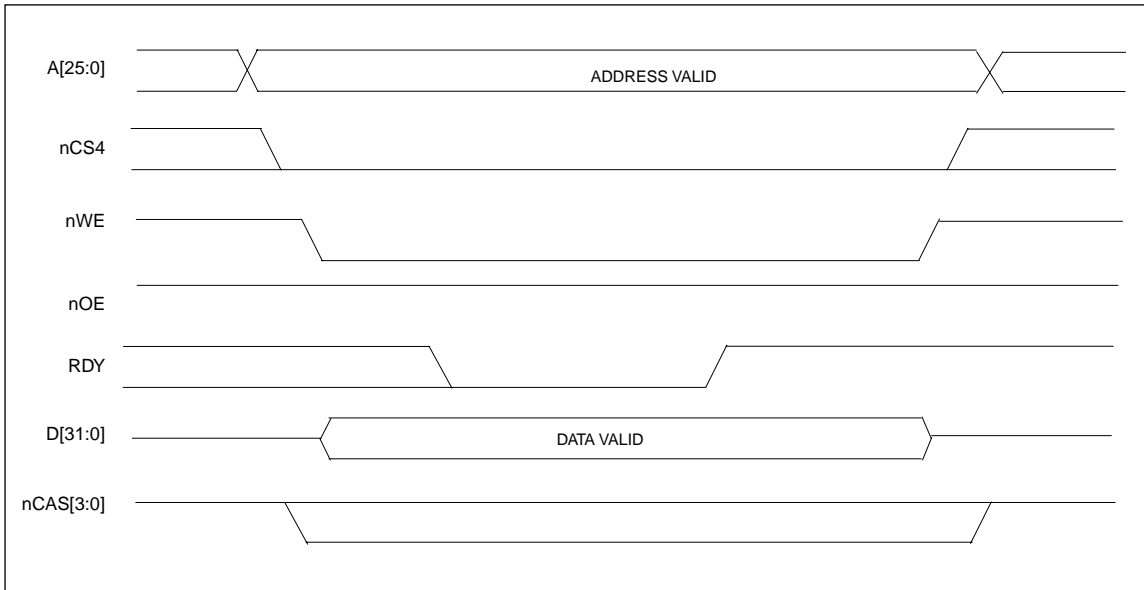 A[25:0]
ADDRESS VALID
nCS4
nWE
nOE
RDY
D[31:0]
DATA VALID
nCAS[3:0]